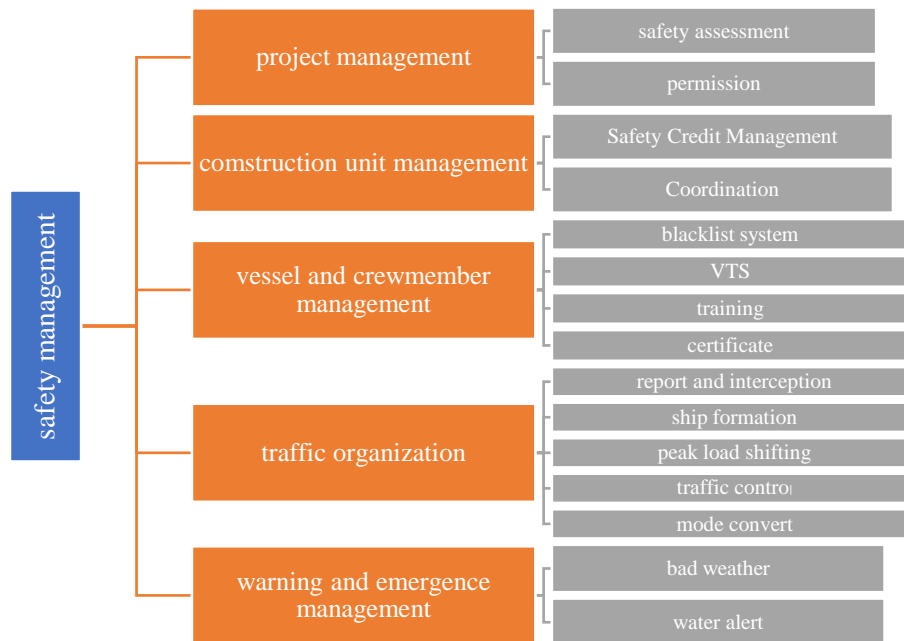 safety management
project management
safety assessment
permission
comstruction unit management
Safety Credit Management
Coordination
vessel and crewmember
management
blacklist system
VTS
training
certificate
traffic organization
report and interception
ship formation
peak load shifting
traffic control
mode convert
warning and emergence
management
bad weather
water alert